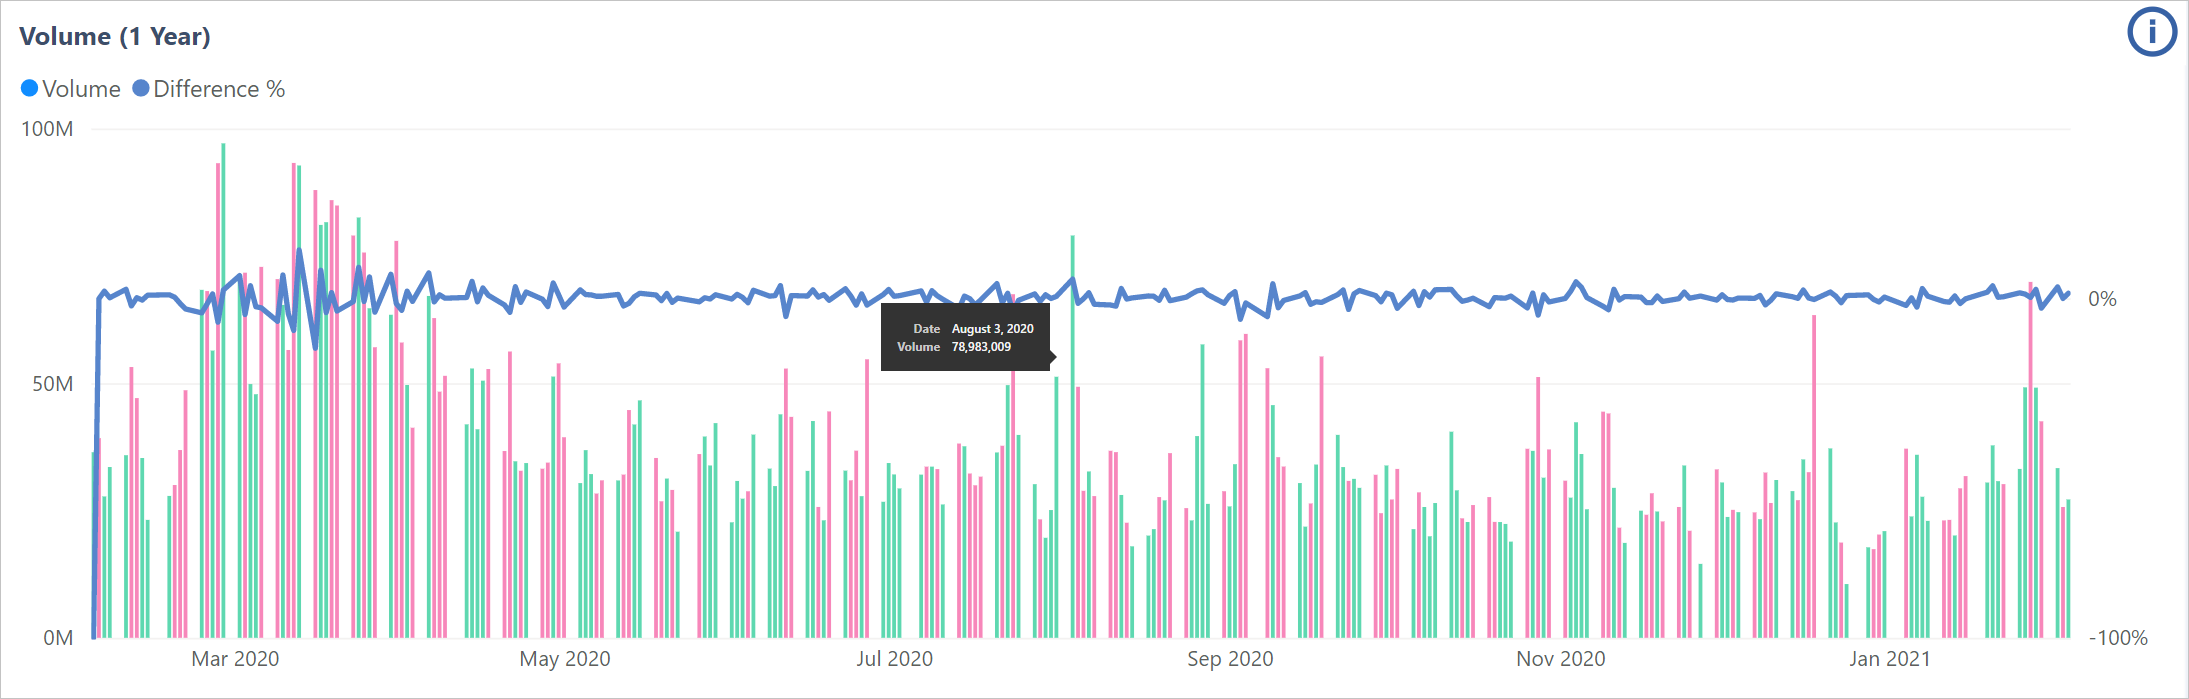 Volume (1 Year)
i
Volume Difference %
100M
50M
0M
0%
-100%
Date August 3, 2020
Volume 78,983,009
Mar 2020 May 2020 Jul 2020 Sep 2020 Nov 2020 Jan 2021